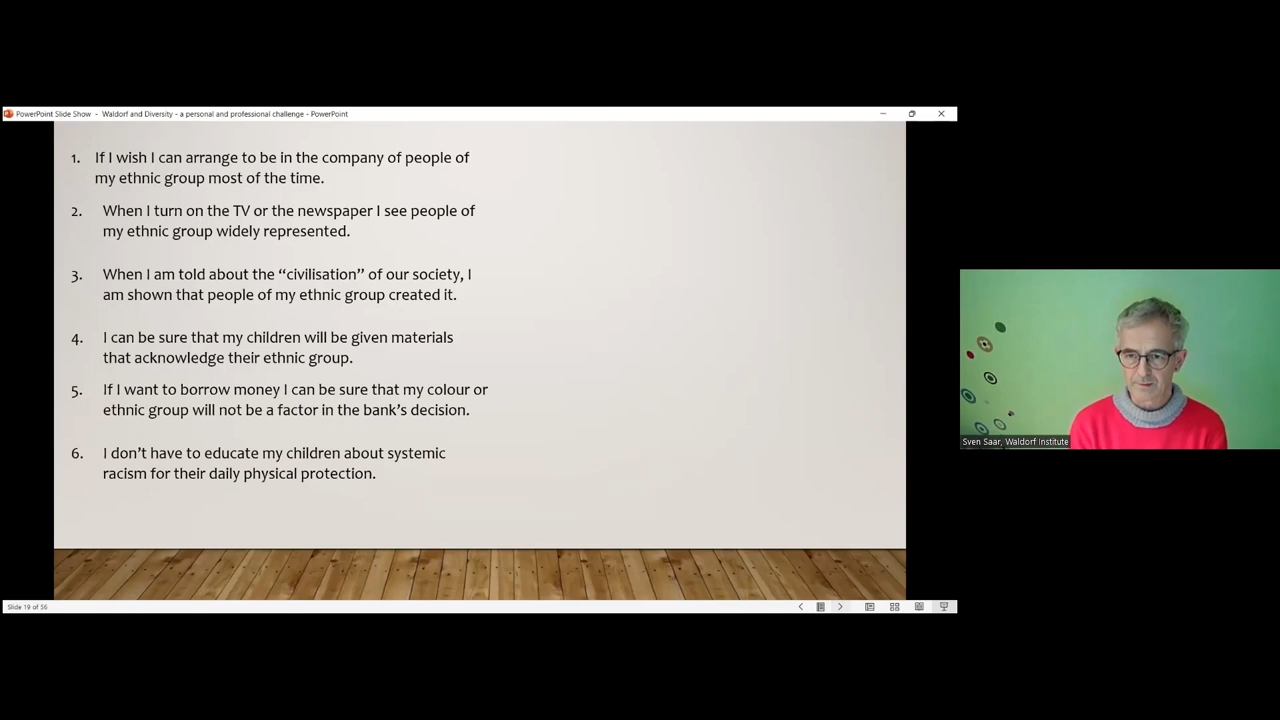 PowerPoint Slide Show - Waldorf and Diversity - a personal and professional challenge - PowerPoint
1. If I wish I can arrange to be in the company of people of
my ethnic group most of the time.
2. When I turn on the TV or the newspaper I see people of
my ethnic group widely represented.
3. When I am told about the “civilisation” of our society, I
am shown that people of my ethnic group created it.
4. I can be sure that my children will be given materials
that acknowledge their ethnic group.
5. If I want to borrow money I can be sure that my colour or
ethnic group will not be a factor in the bank’s decision.
6. I don’t have to educate my children about systemic
racism for their daily physical protection.
Sven Saar, Waldorf Institute
Slide 19 of 56